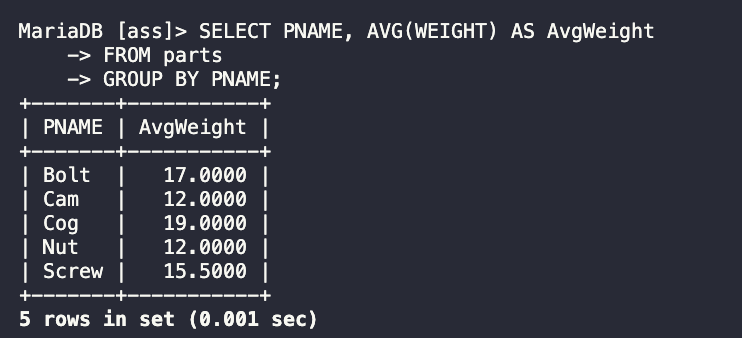 MariaDB [ass]> SELECT PNAME, AVG(WEIGHT) AS AvgWeight
    -> FROM parts
    -> GROUP BY PNAME;
+-------+-----------+
| PNAME | AvgWeight |
+-------+-----------+
| Bolt  |   17.0000 |
| Cam   |   12.0000 |
| Cog   |   19.0000 |
| Nut   |   12.0000 |
| Screw |   15.5000 |
+-------+-----------+
5 rows in set (0.001 sec)